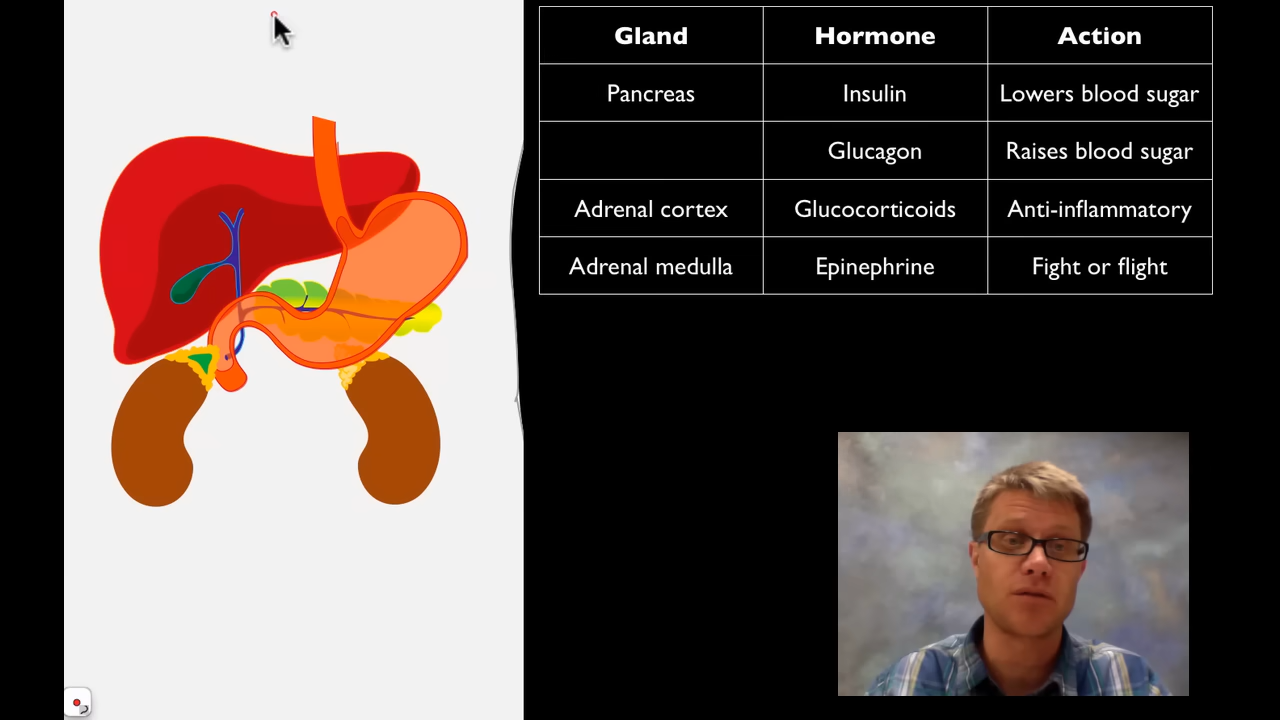 Gland Hormone Action
Pancreas Insulin Lowers blood sugar
Glucagon Raises blood sugar
Adrenal cortex Glucocorticoids Anti-inflammatory
Adrenal medulla Epinephrine Fight or flight